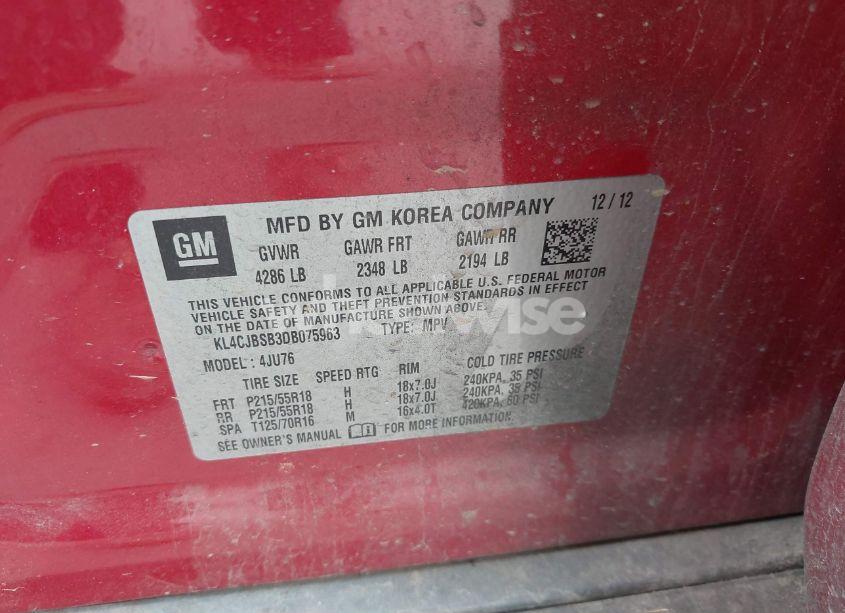 GM
MFD BY GM KOREA COMPANY 12 / 12
GVWR GAWR FRT GAWR RR
4286 LB 2348 LB 2194 LB
THIS VEHICLE CONFORMS TO ALL APPLICABLE U.S. FEDERAL MOTOR
VEHICLE SAFETY AND THEFT PREVENTION STANDARDS IN EFFECT
ON THE DATE OF MANUFACTURE SHOWN ABOVE.
KL4CJBSB3DB075963 TYPE: MPV
MODEL: 4JU76
TIRE SIZE SPEED RTG RIM COLD TIRE PRESSURE
FRT P215/55R18 H 18x7.0J 240KPA, 35 PSI
RR P215/55R18 H 18x7.0J 240KPA, 35 PSI
SPA T125/70R16 M 16x4.0T 420KPA, 60 PSI
SEE OWNER'S MANUAL FOR MORE INFORMATION.